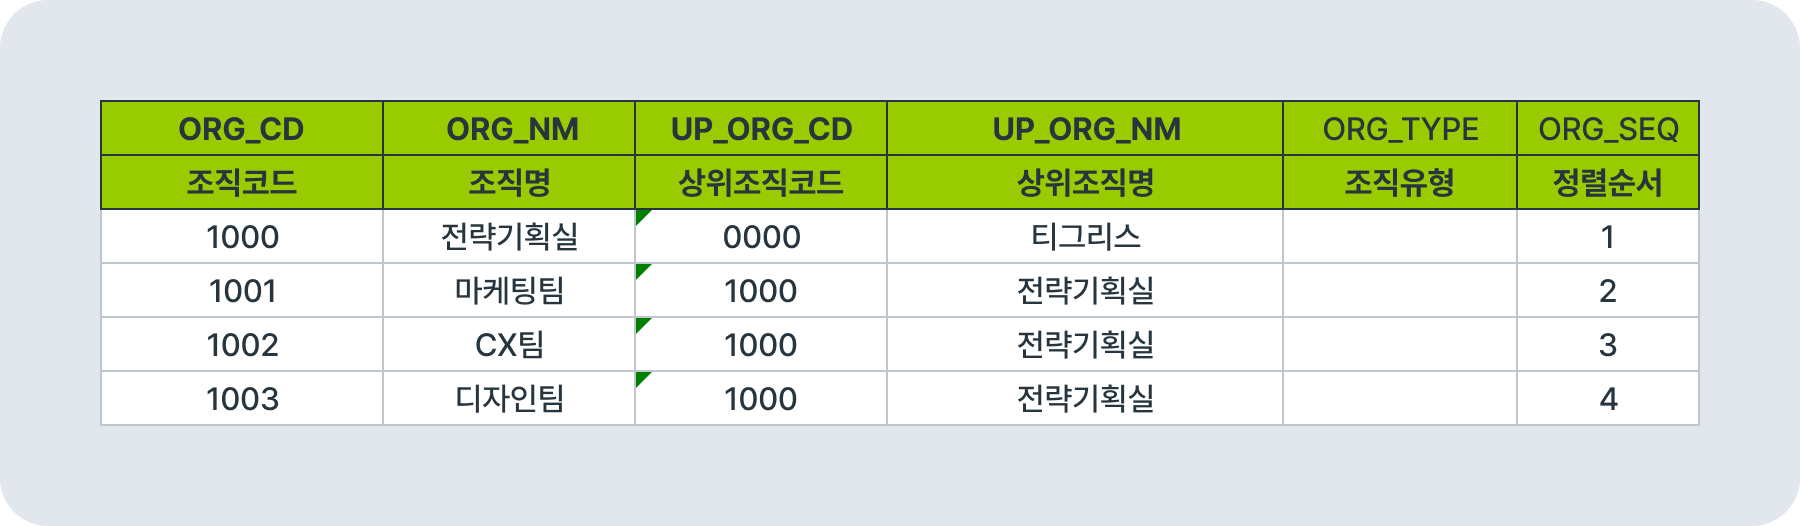 ORG_CD ORG_NM UP_ORG_CD UP_ORG_NM ORG_TYPE ORG_SEQ
조직코드 조직명 상위조직코드 상위조직명 조직유형 정렬순서
1000 전략기획실 0000 티그리스 1
1001 마케팅팀 1000 전략기획실 2
1002 CX팀 1000 전략기획실 3
1003 디자인팀 1000 전략기획실 4